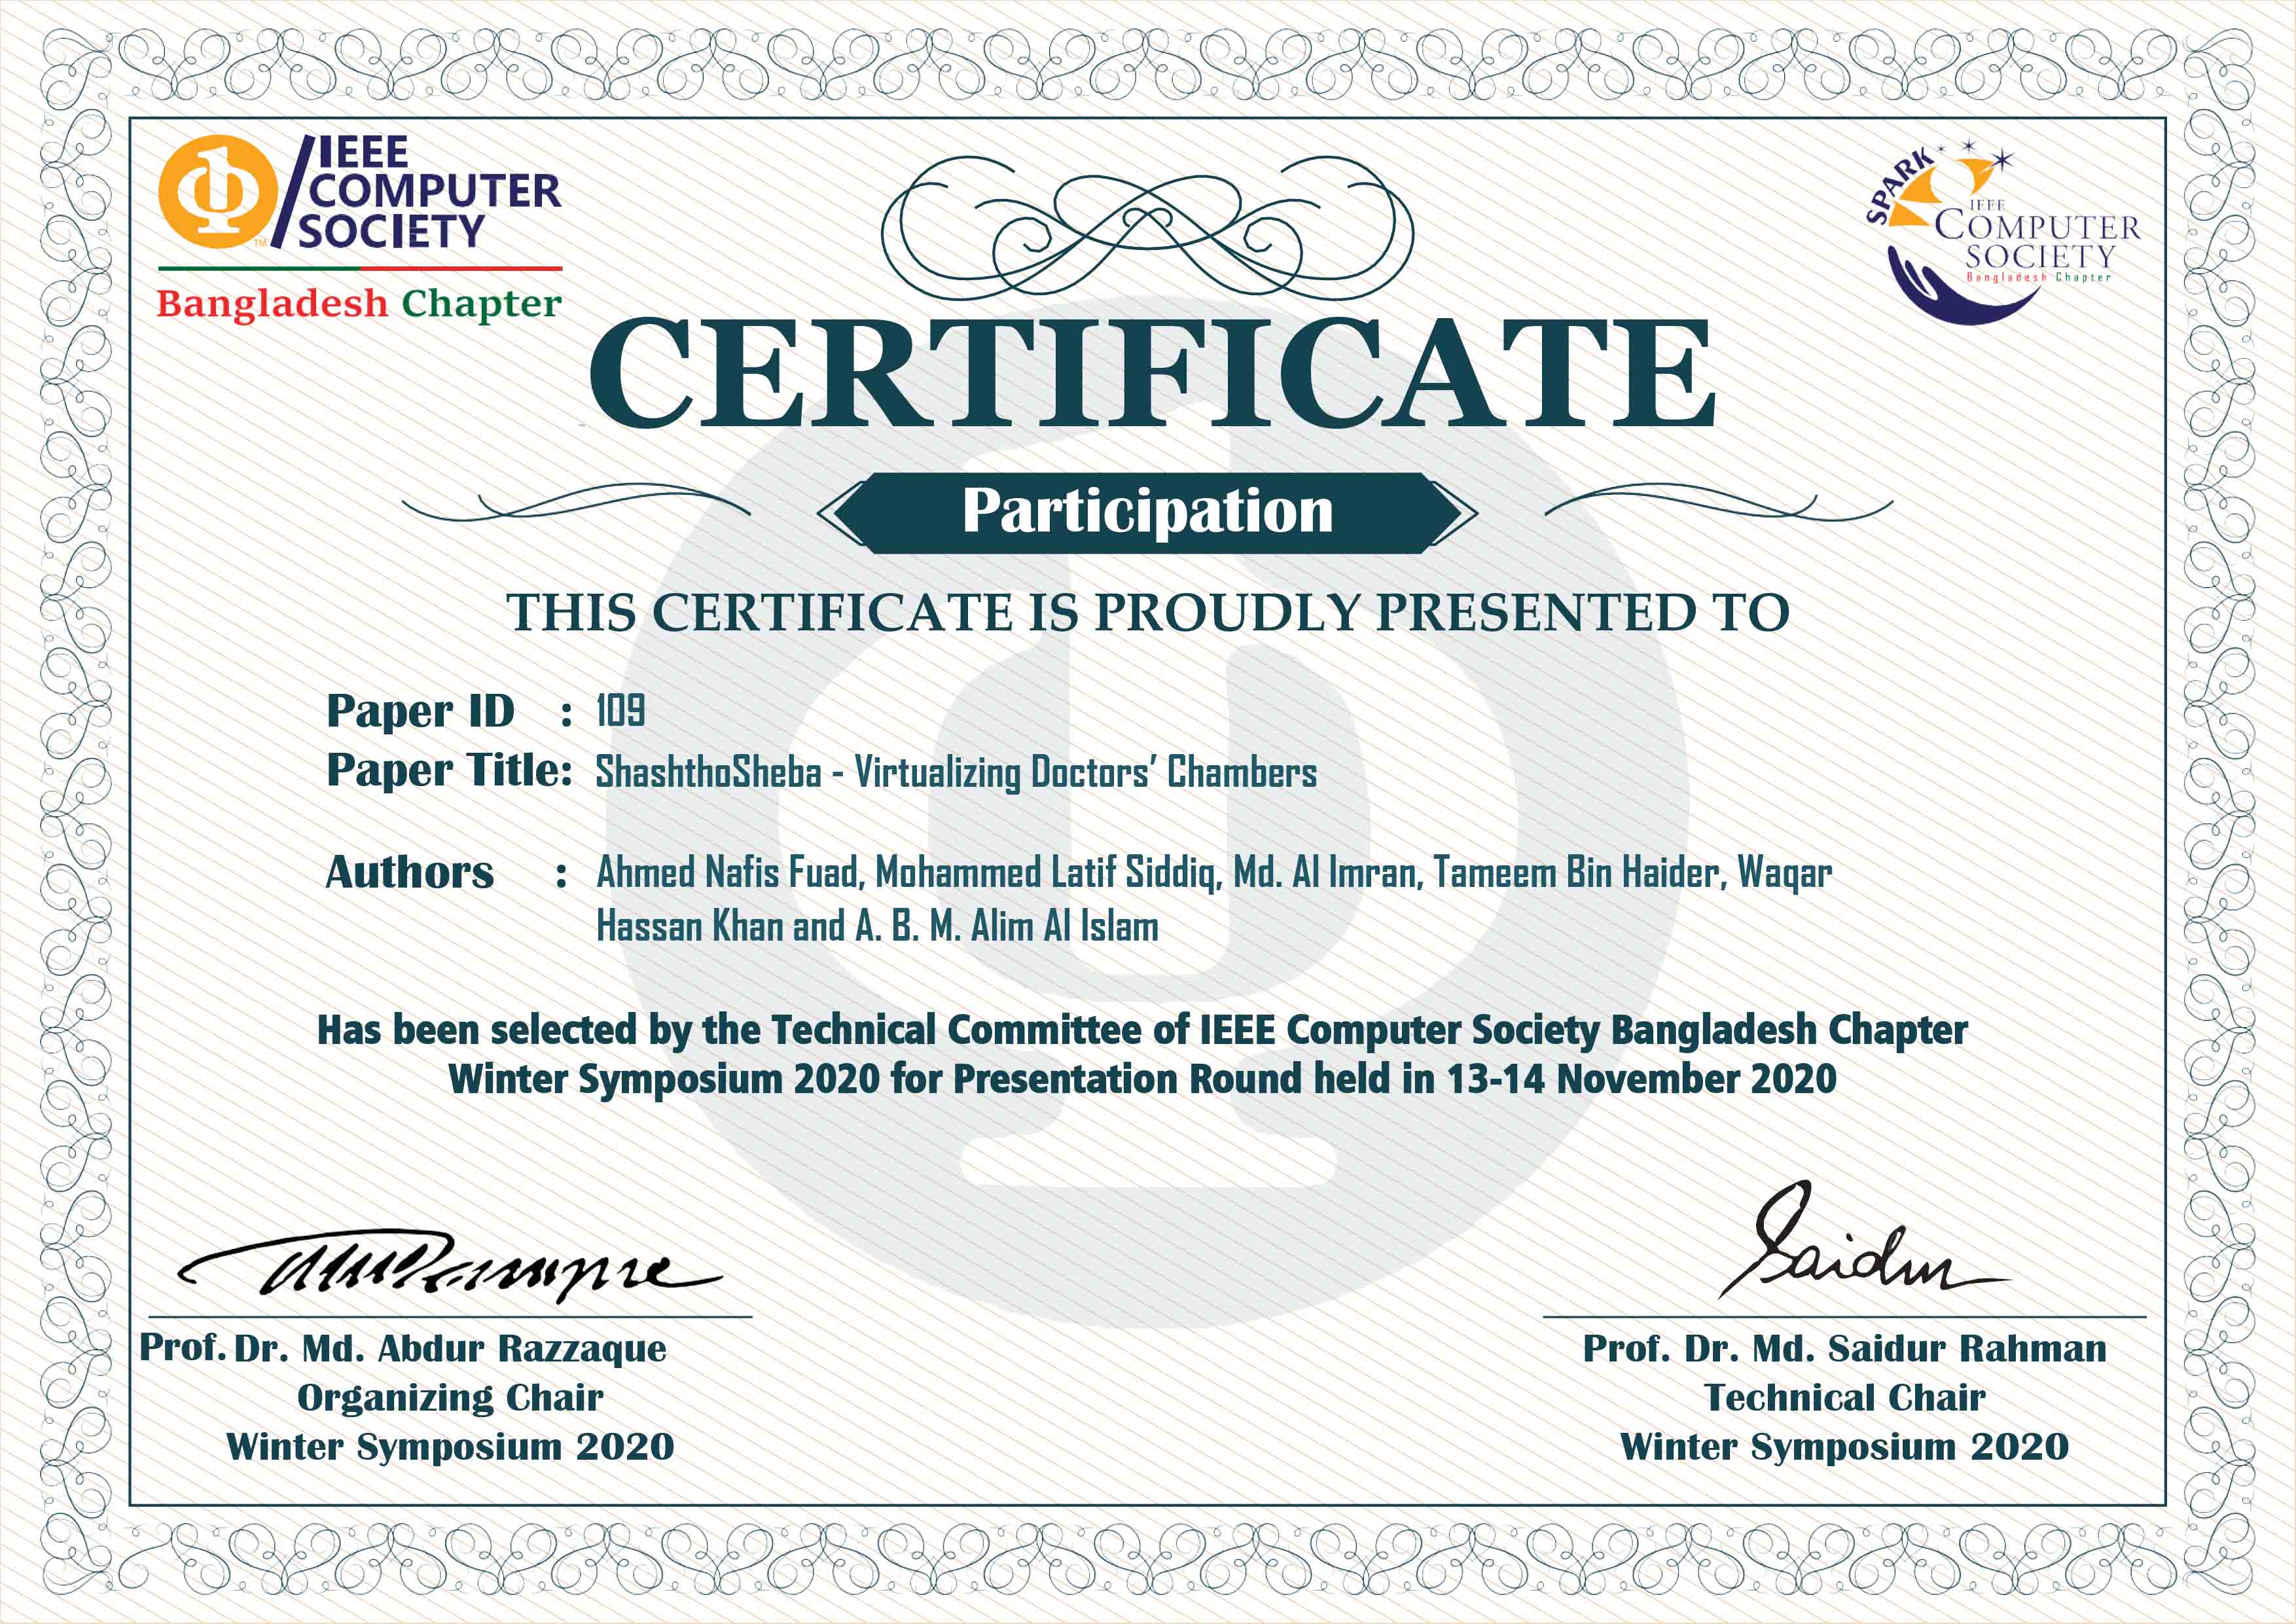 IEEE
COMPUTER
SOCIETY
TM
Bangladesh Chapter
SPARK
IEEE
COMPUTER
SOCIETY
Bangladesh Chapter
CERTIFICATE
Participation
THIS CERTIFICATE IS PROUDLY PRESENTED TO
Paper ID : 109
Paper Title: ShashthoSheba - Virtualizing Doctors’ Chambers
Authors : Ahmed Nafis Fuad, Mohammed Latif Siddiq, Md. Al Imran, Tameem Bin Haider, Waqar
Hassan Khan and A. B. M. Alim Al Islam
Has been selected by the Technical Committee of IEEE Computer Society Bangladesh Chapter
Winter Symposium 2020 for Presentation Round held in 13-14 November 2020
Saidur
Prof. Dr. Md. Abdur Razzaque
Organizing Chair
Winter Symposium 2020
Prof. Dr. Md. Saidur Rahman
Technical Chair
Winter Symposium 2020